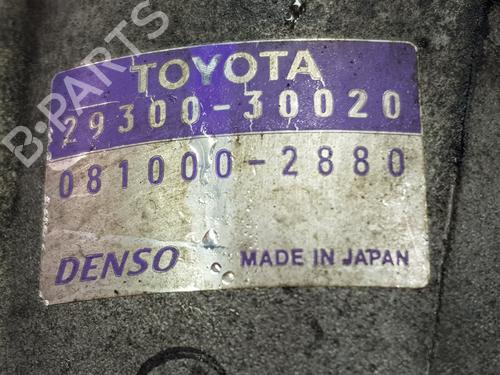 B-PARTS
TOYOTA
29300-30020
081000-2880
DENSO MADE IN JAPAN